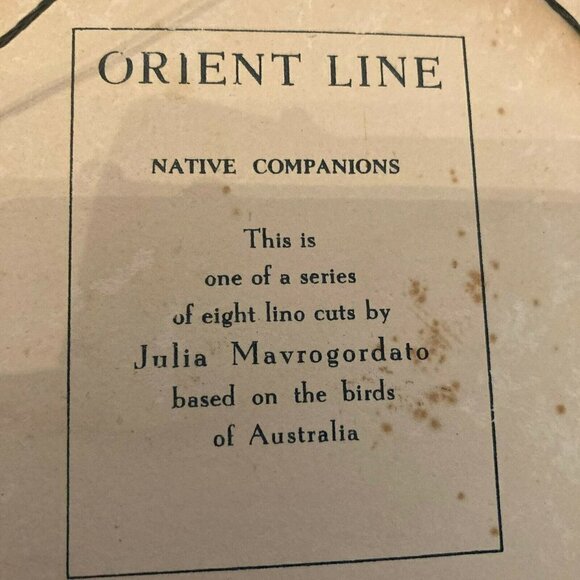 ORIENT LINE
NATIVE COMPANIONS
This is
one of a series
of eight lino cuts by
Julia Mavrogordato
based on the birds
of Australia